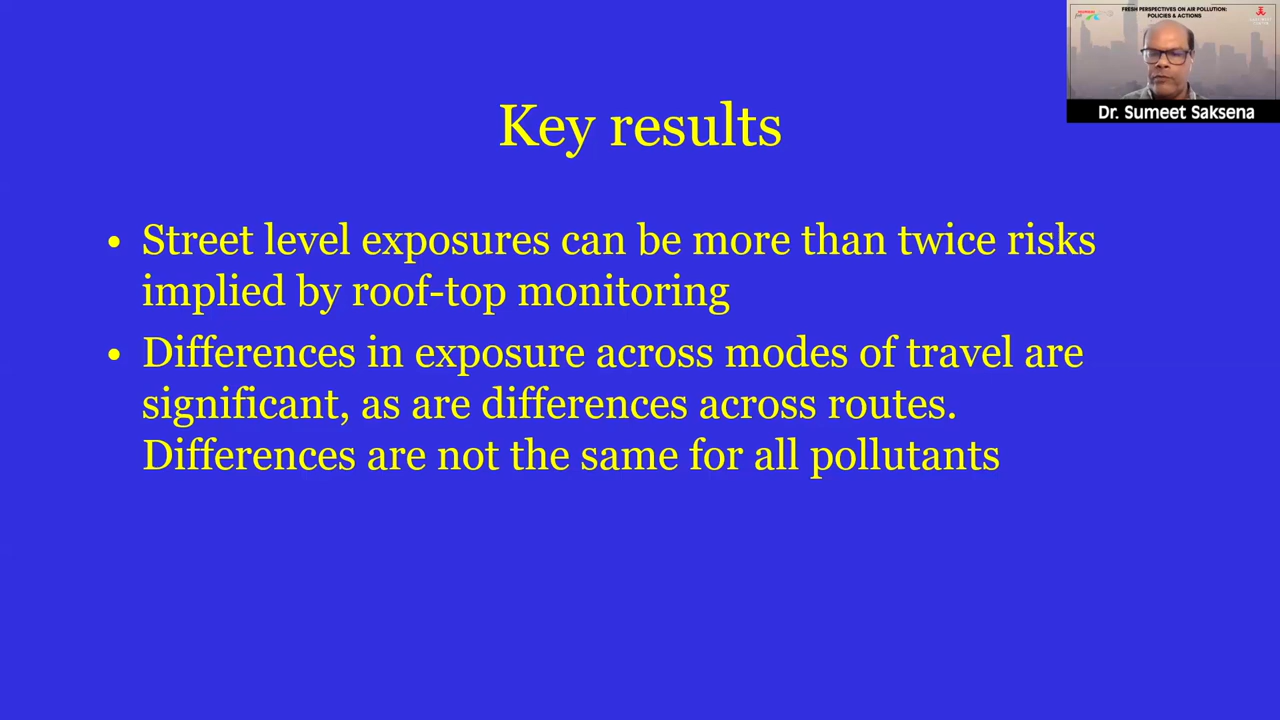 FRESH PERSPECTIVES ON AIR POLLUTION:
POLICIES & ACTIONS
Dr. Sumeet Saksena
Key results
• Street level exposures can be more than twice risks
implied by roof-top monitoring
• Differences in exposure across modes of travel are
significant, as are differences across routes.
Differences are not the same for all pollutants